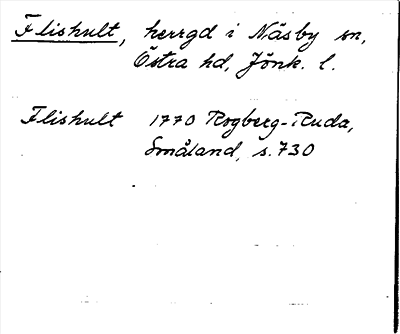 Flishult, herrgd i Näsby sn,
Östra hd, Jönk. l.
Flishult 1770 Rogberg-Ruda,
Småland, s. 730